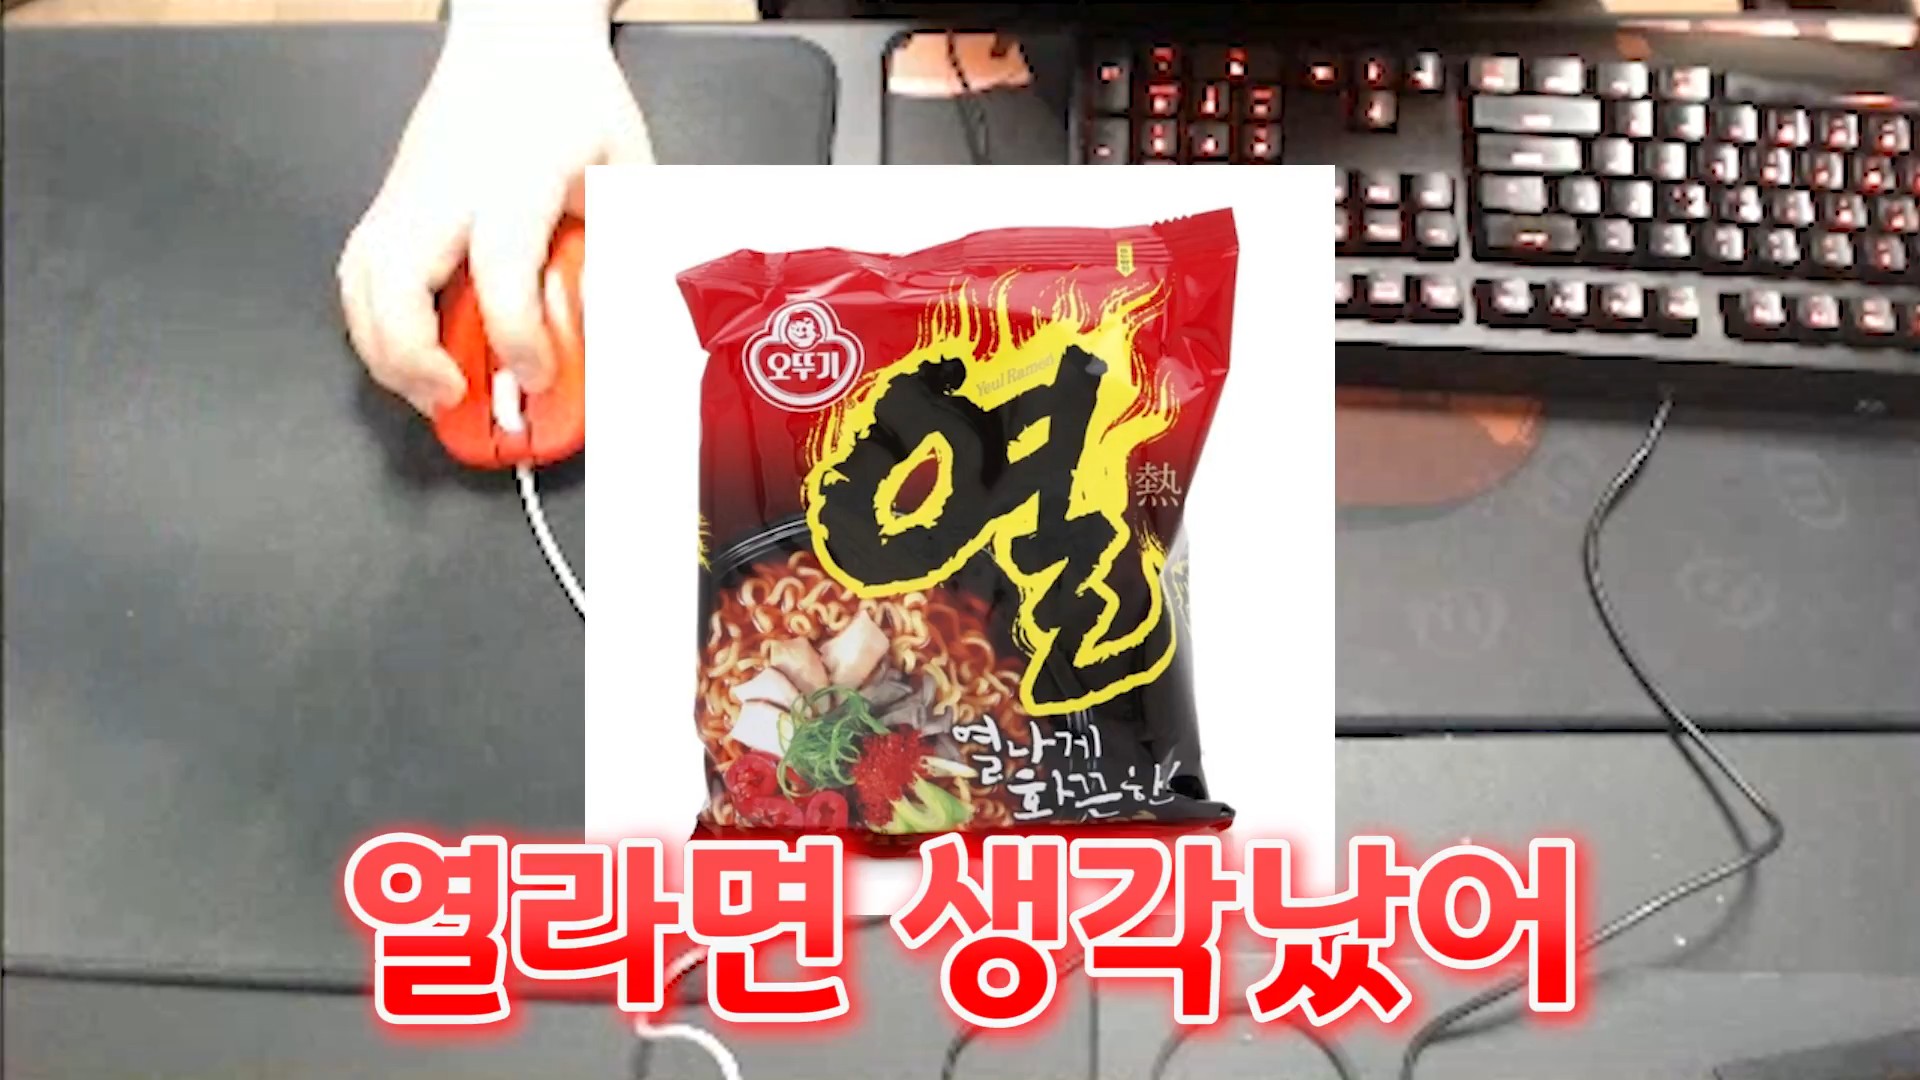 오뚜기
Yeul Ramen
열
熱
열나게
화끈한
열라면 생각났어